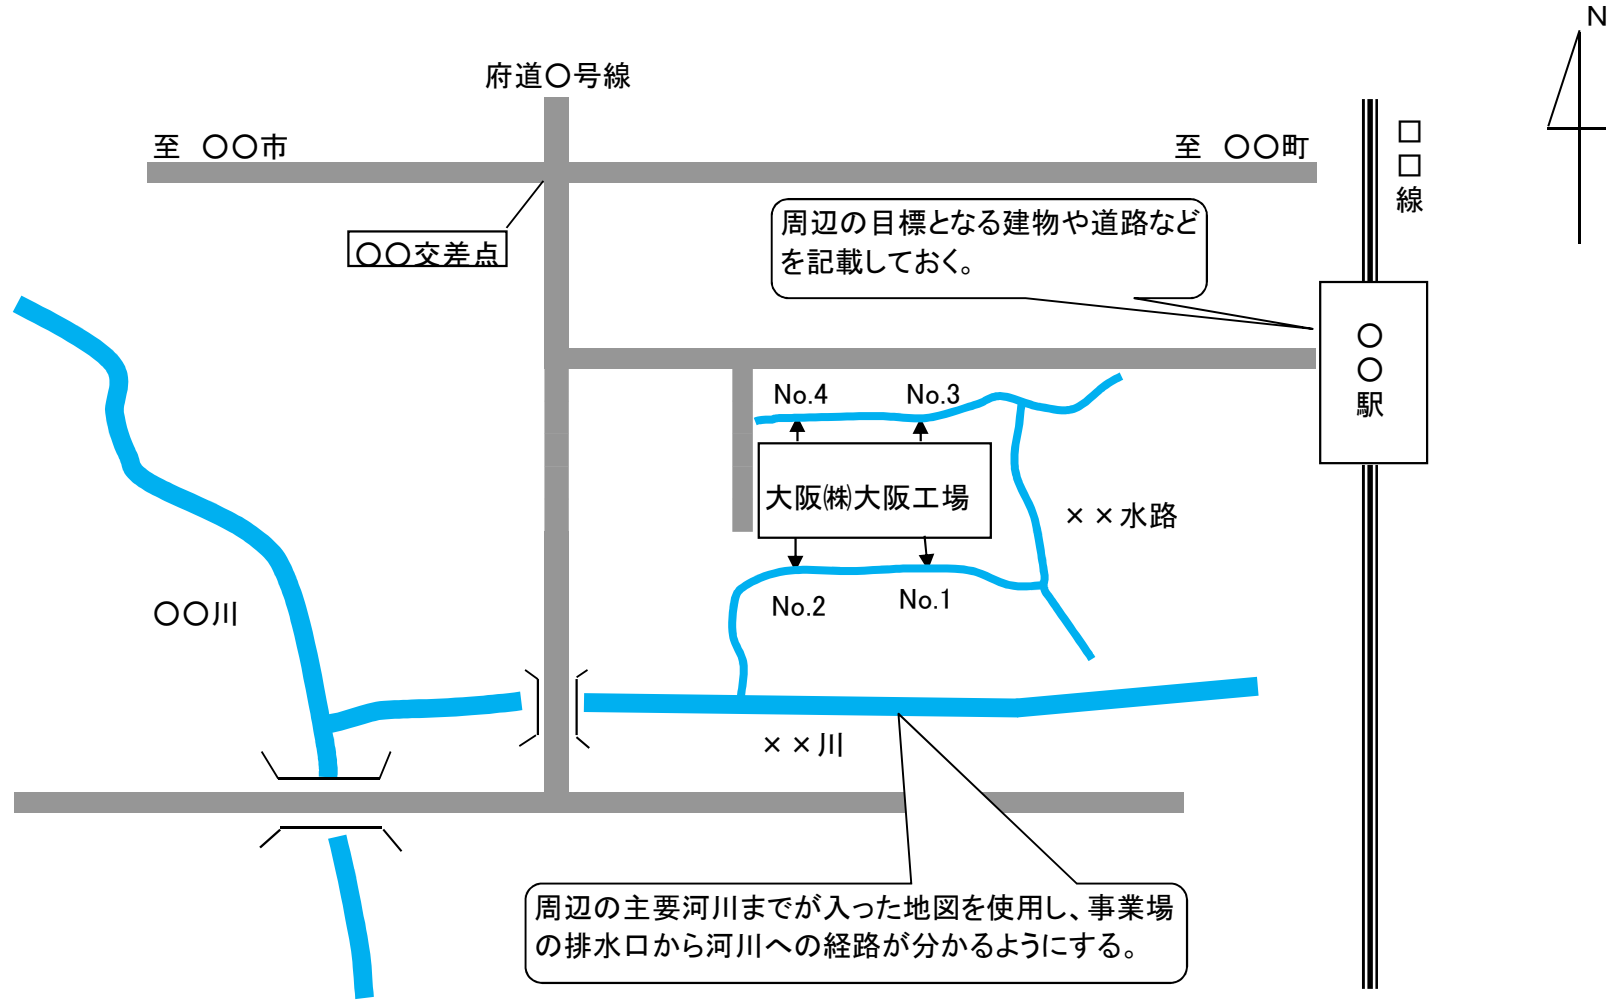 N
府道〇号線
至 〇〇市
至 〇〇町
□□線
〇〇交差点
周辺の目標となる建物や道路など
を記載しておく。
〇〇駅
No.4
No.3
大阪㈱大阪工場
××水路
No.2
No.1
〇〇川
××川
周辺の主要河川までが入った地図を使用し、事業場
の排水口から河川への経路が分かるようにする。